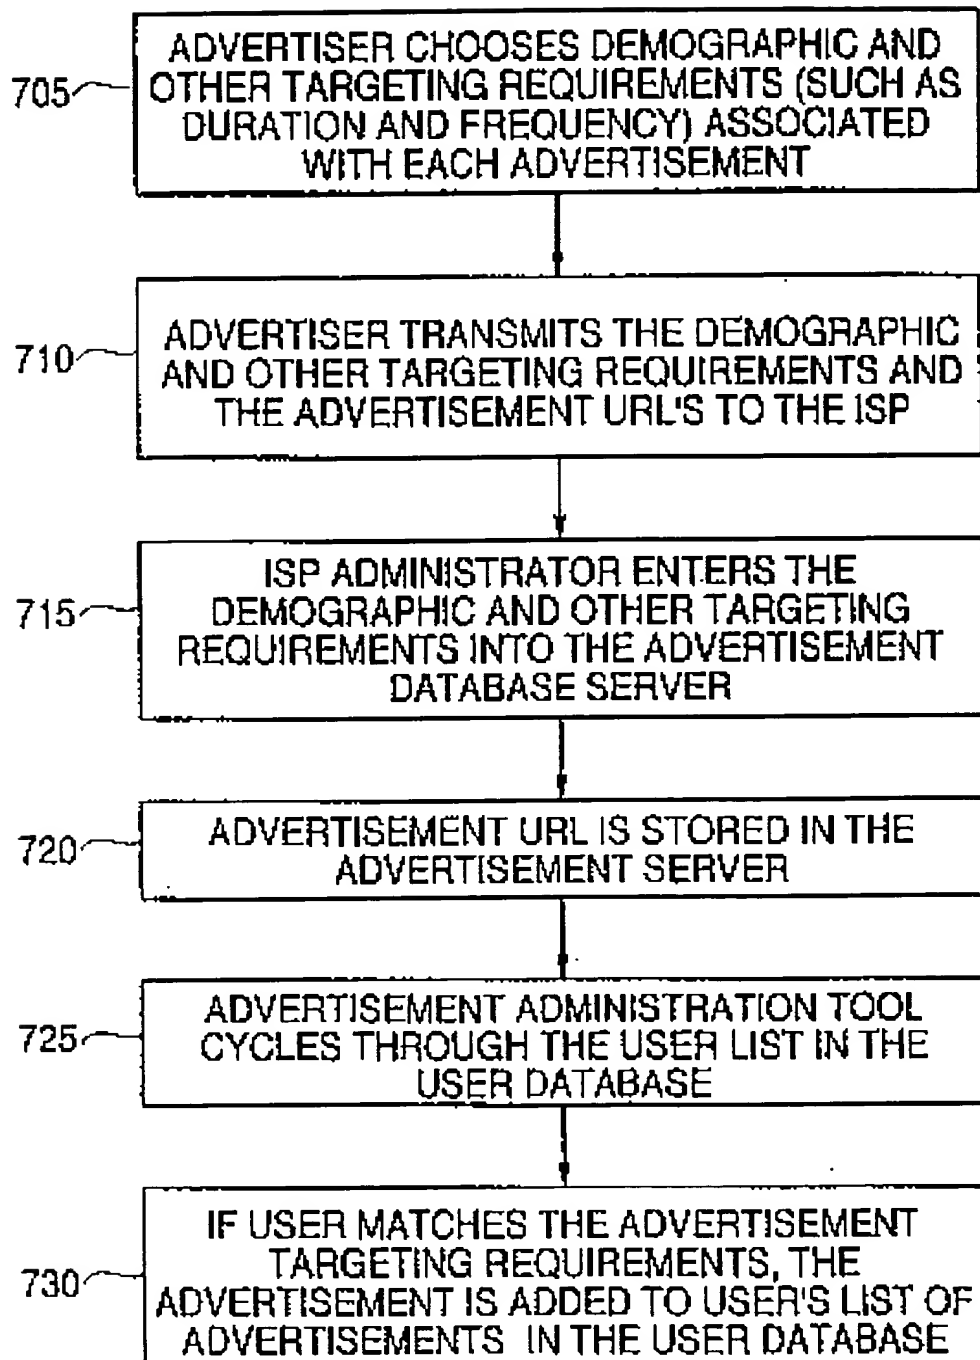 ADVERTISER CHOOSES DEMOGRAPHIC AND
705
OTHER TARGETING REQUIREMENTS (SUCH AS
DURATION AND FREQUENCY) ASSOCIATED
WITH EACH ADVERTISEMENT
710
ADVERTISER TRANSMITS THE DEMOGRAPHIC
AND OTHER TARGETING REQUIREMENTS AND
THE ADVERTISEMENT URL'S TO THE ISP
715
ISP ADMINISTRATOR ENTERS THE
DEMOGRAPHIC AND OTHER TARGETING
REQUIREMENTS INTO THE ADVERTISEMENT
DATABASE SERVER
720
ADVERTISEMENT URL IS STORED IN THE
ADVERTISEMENT SERVER
725
ADVERTISEMENT ADMINISTRATION TOOL
CYCLES THROUGH THE USER LIST IN THE
USER DATABASE
730
IF USER MATCHES THE ADVERTISEMENT
TARGETING REQUIREMENTS, THE
ADVERTISEMENT IS ADDED TO USER'S LIST OF
ADVERTISEMENTS IN THE USER DATABASE